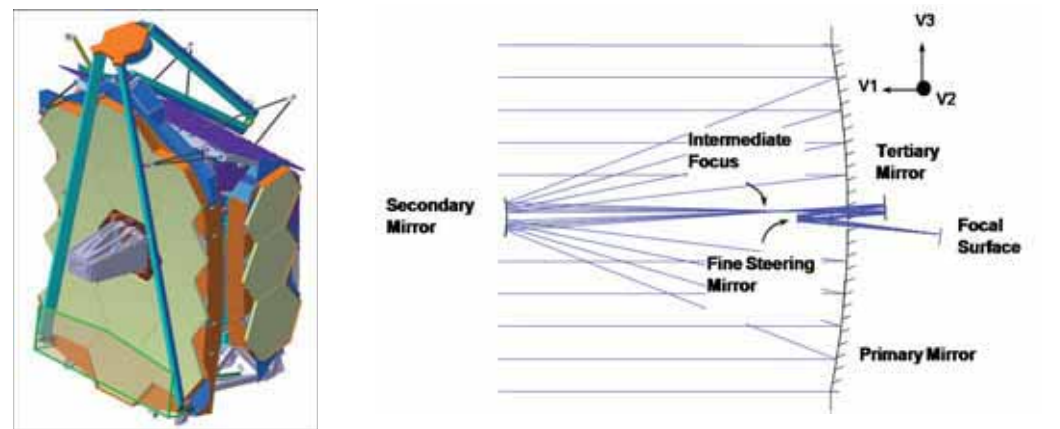 V3
V1
V2
Intermediate
Focus
Tertiary
Mirror
Secondary
Mirror
Focal
Surface
Fine Steering
Mirror
Primary Mirror